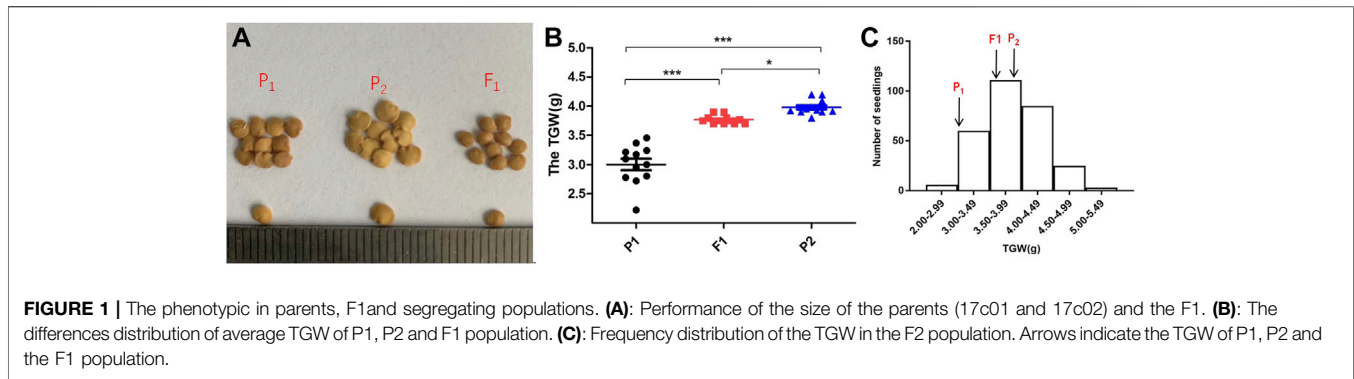 A
P1
P2
F1
B
The TGW(g)
5.0
4.5
4.0
3.5
3.0
2.5
***
***
*
P1
F1
P2
C
Number of seedlings
150
100
50
0
P1
F1
P2
2.00-2.99
3.00-3.49
3.50-3.99
4.00-4.49
4.50-4.99
5.00-5.49
TGW(g)
FIGURE 1 | The phenotypic in parents, F1and segregating populations. (A): Performance of the size of the parents (17c01 and 17c02) and the F1. (B): The
differences distribution of average TGW of P1, P2 and F1 population. (C): Frequency distribution of the TGW in the F2 population. Arrows indicate the TGW of P1, P2 and
the F1 population.